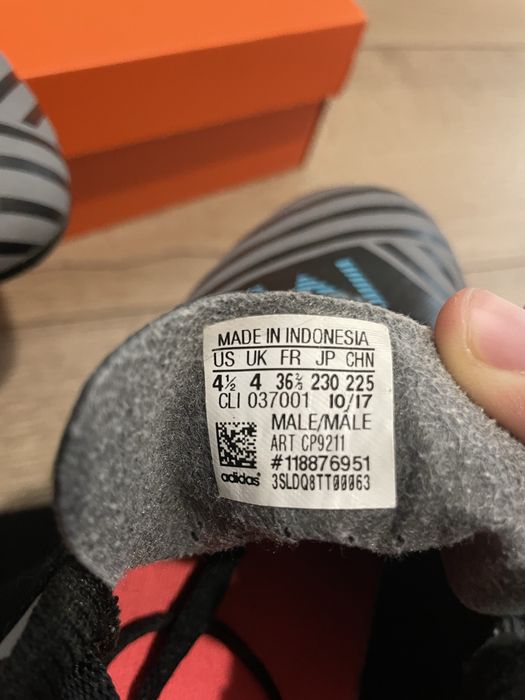 MADE IN INDONESIA
US UK FR JP CHN
4½ 4 36⅔ 230 225
CLI 037001 10/17
MALE/MÂLE
ART CP9211
#118876951
adidas® 3SLDQ8TT00063